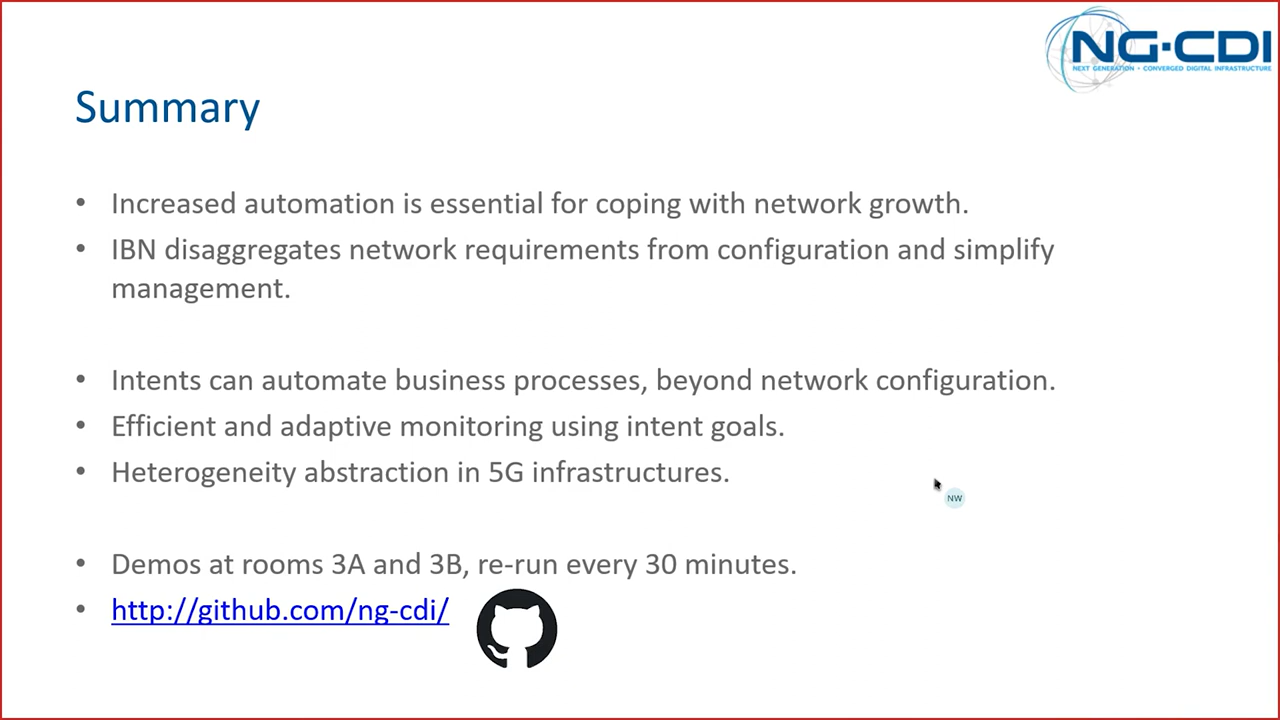 NG·CDI
NEXT GENERATION · CONVERGED DIGITAL INFRASTRUCTURE
Summary
• Increased automation is essential for coping with network growth.
• IBN disaggregates network requirements from configuration and simplify
management.
• Intents can automate business processes, beyond network configuration.
• Efficient and adaptive monitoring using intent goals.
• Heterogeneity abstraction in 5G infrastructures.
NW
• Demos at rooms 3A and 3B, re-run every 30 minutes.
• http://github.com/ng-cdi/